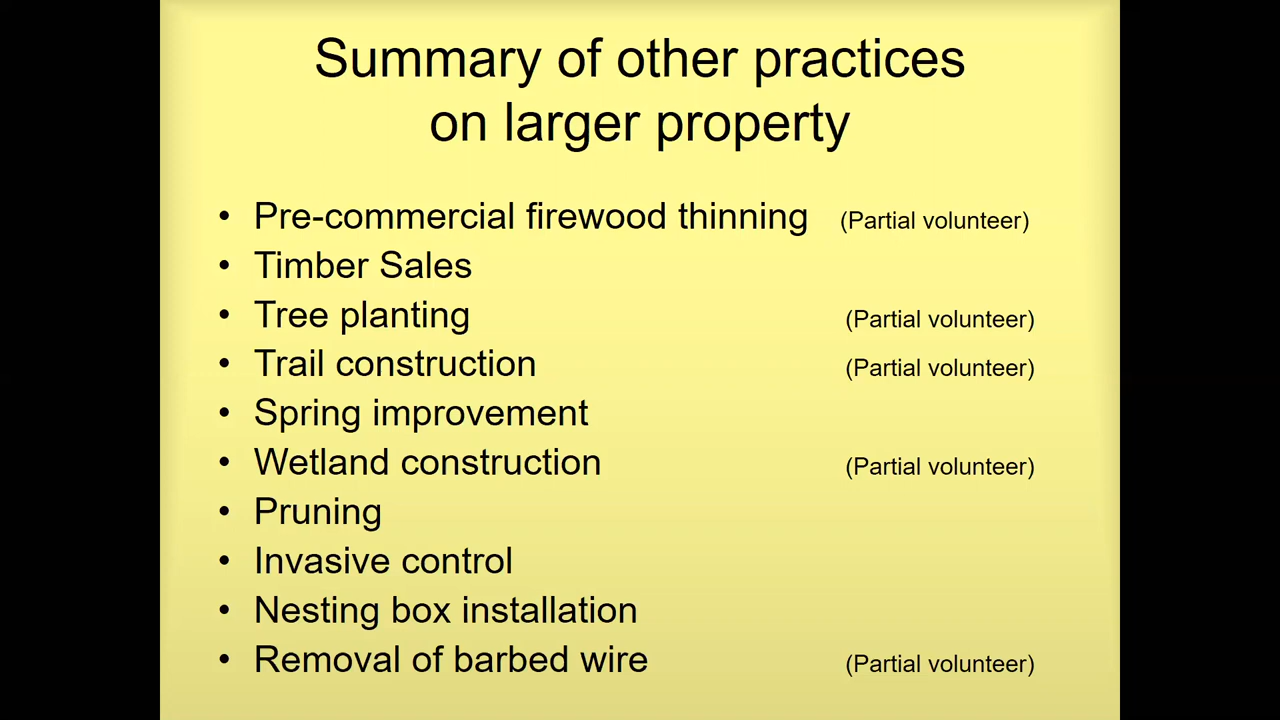 Summary of other practices
on larger property
• Pre-commercial firewood thinning (Partial volunteer)
• Timber Sales
• Tree planting (Partial volunteer)
• Trail construction (Partial volunteer)
• Spring improvement
• Wetland construction (Partial volunteer)
• Pruning
• Invasive control
• Nesting box installation
• Removal of barbed wire (Partial volunteer)